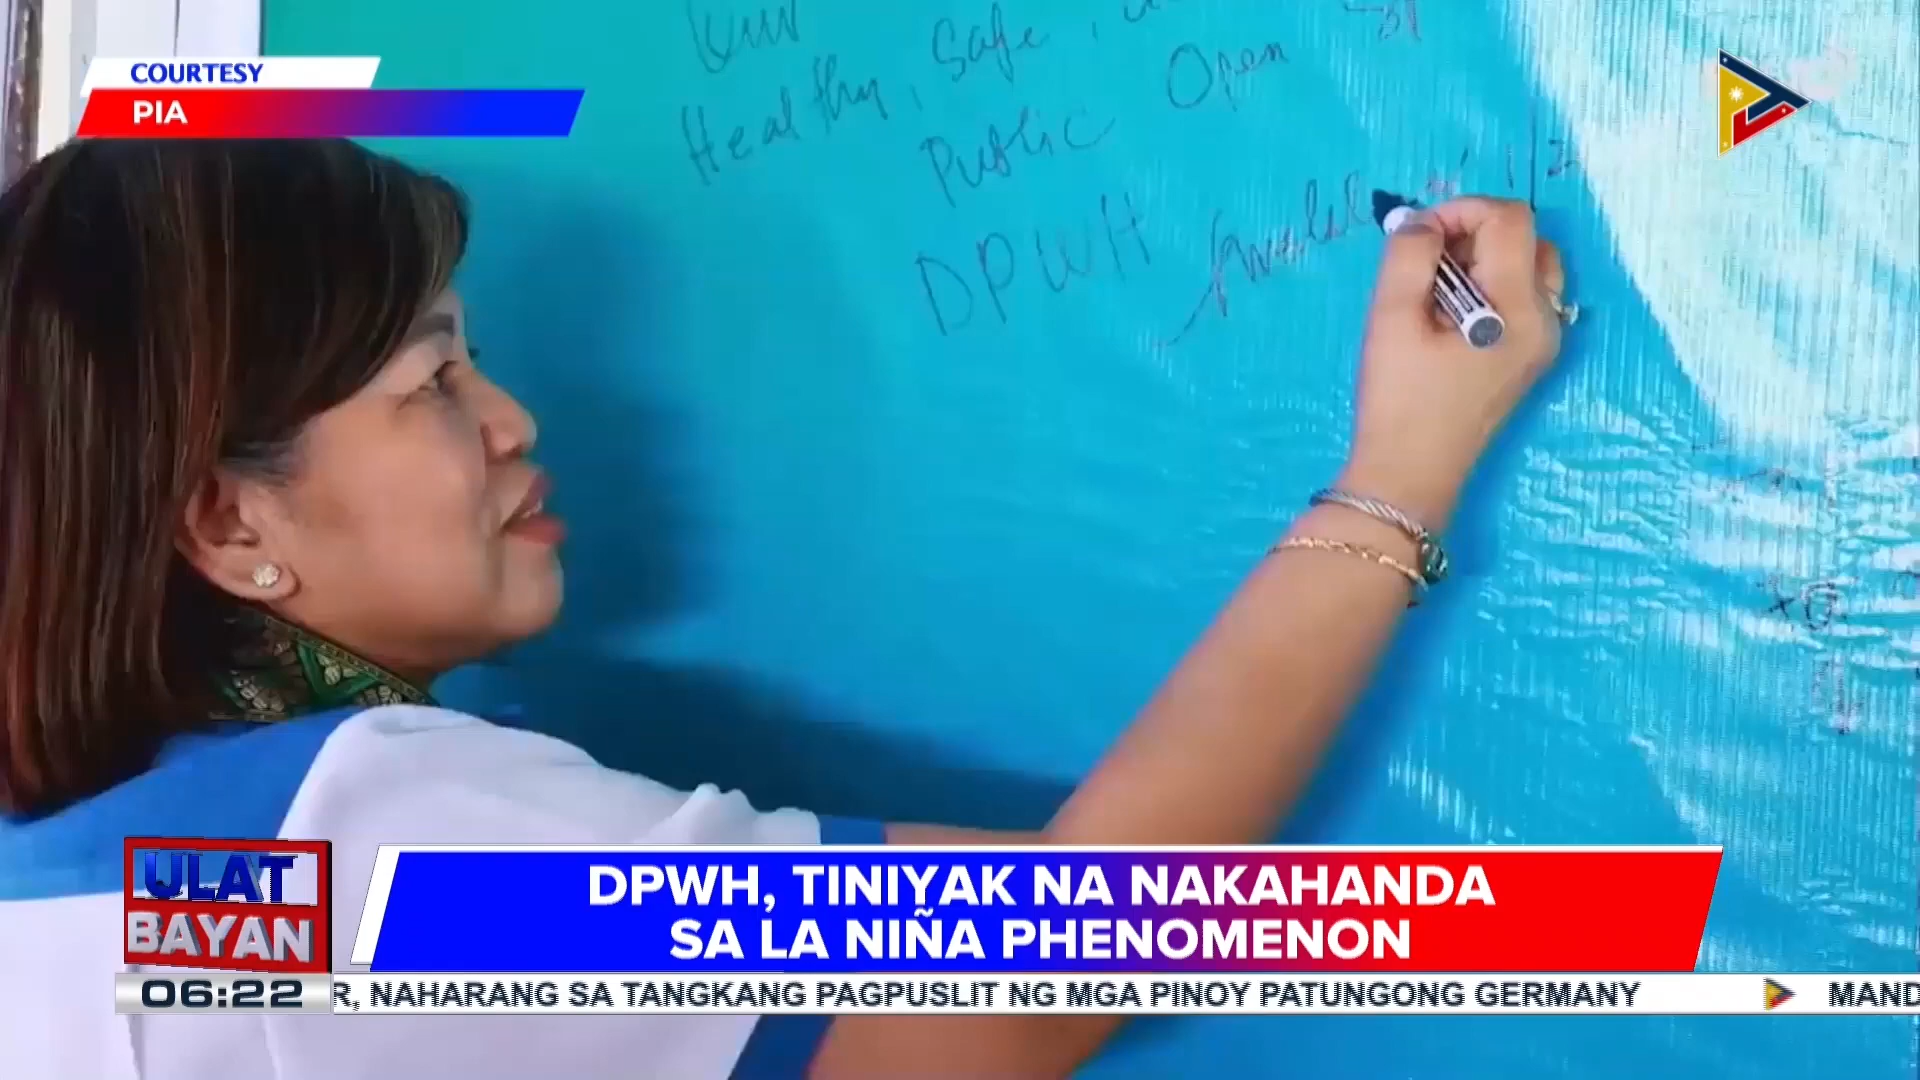 COURTESY
PIA
Healthy, Safe,
Public Open
DPWH
DPWH, TINIYAK NA NAKAHANDA
SA LA NIÑA PHENOMENON
ULAT
BAYAN
06:22
R, NAHARANG SA TANGKANG PAGPUSLIT NG MGA PINOY PATUNGONG GERMANY MAND